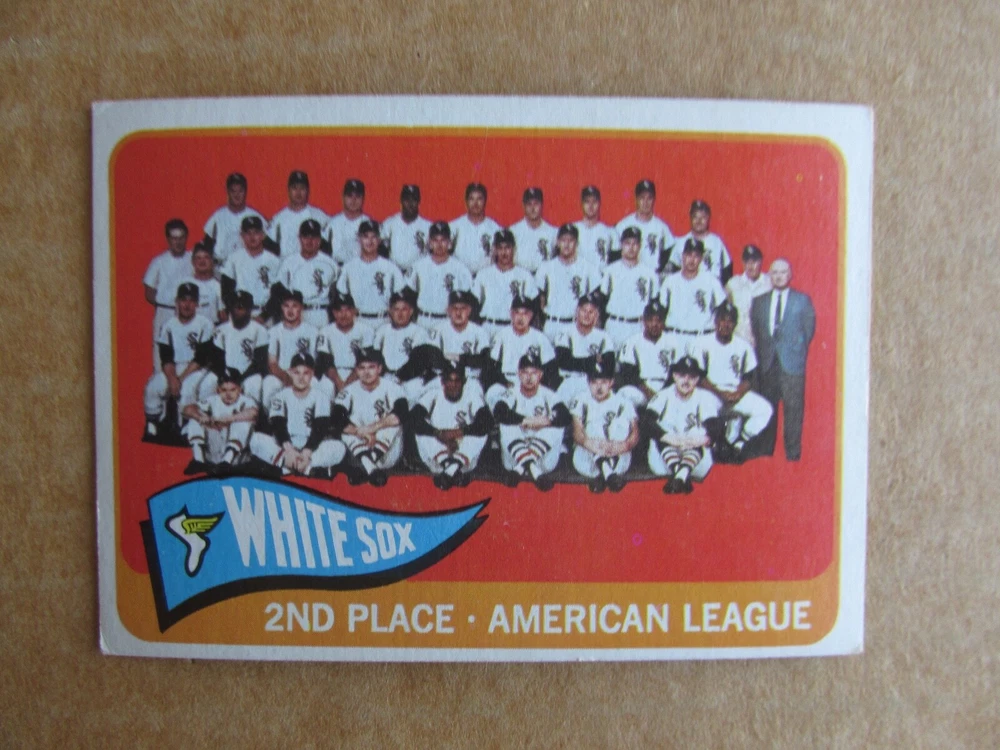 WHITE SOX
2ND PLACE · AMERICAN LEAGUE